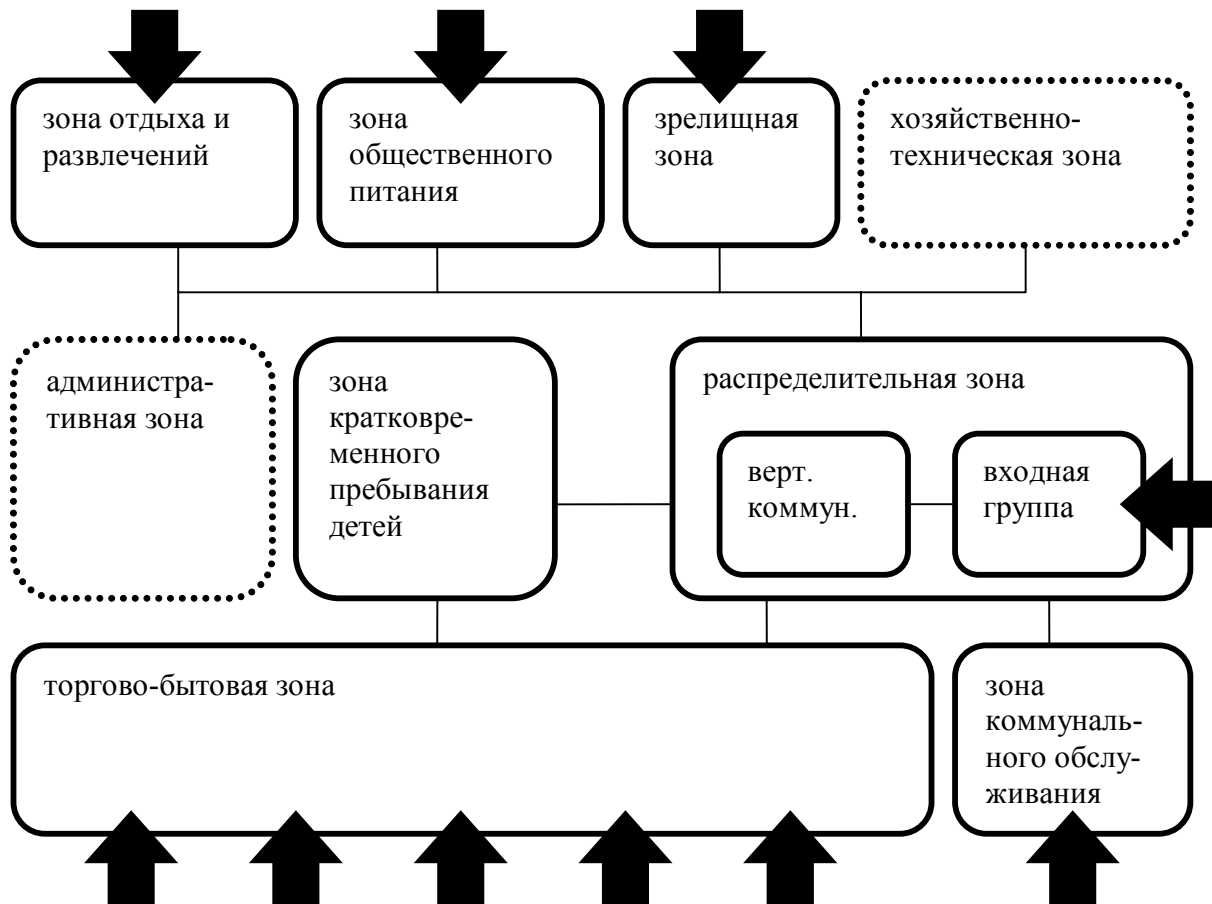 зона отдыха и
развлечений
зона
общественного
питания
зрелищная
зона
хозяйственно-
техническая зона
администра-
тивная зона
зона
кратковре-
менного
пребывания
детей
распределительная зона
верт.
коммун.
входная
группа
торгово-бытовая зона
зона
коммуналь-
ного обслу-
живания